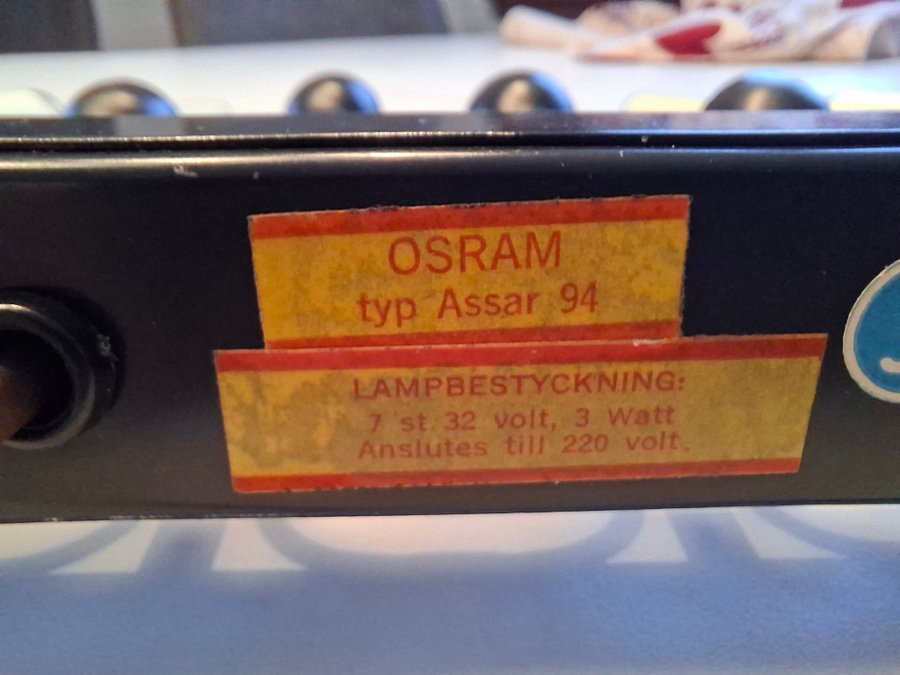 OSRAM
typ Assar 94
LAMPBESTYCKNING:
7 st 32 volt, 3 Watt
Anslutes till 220 volt.